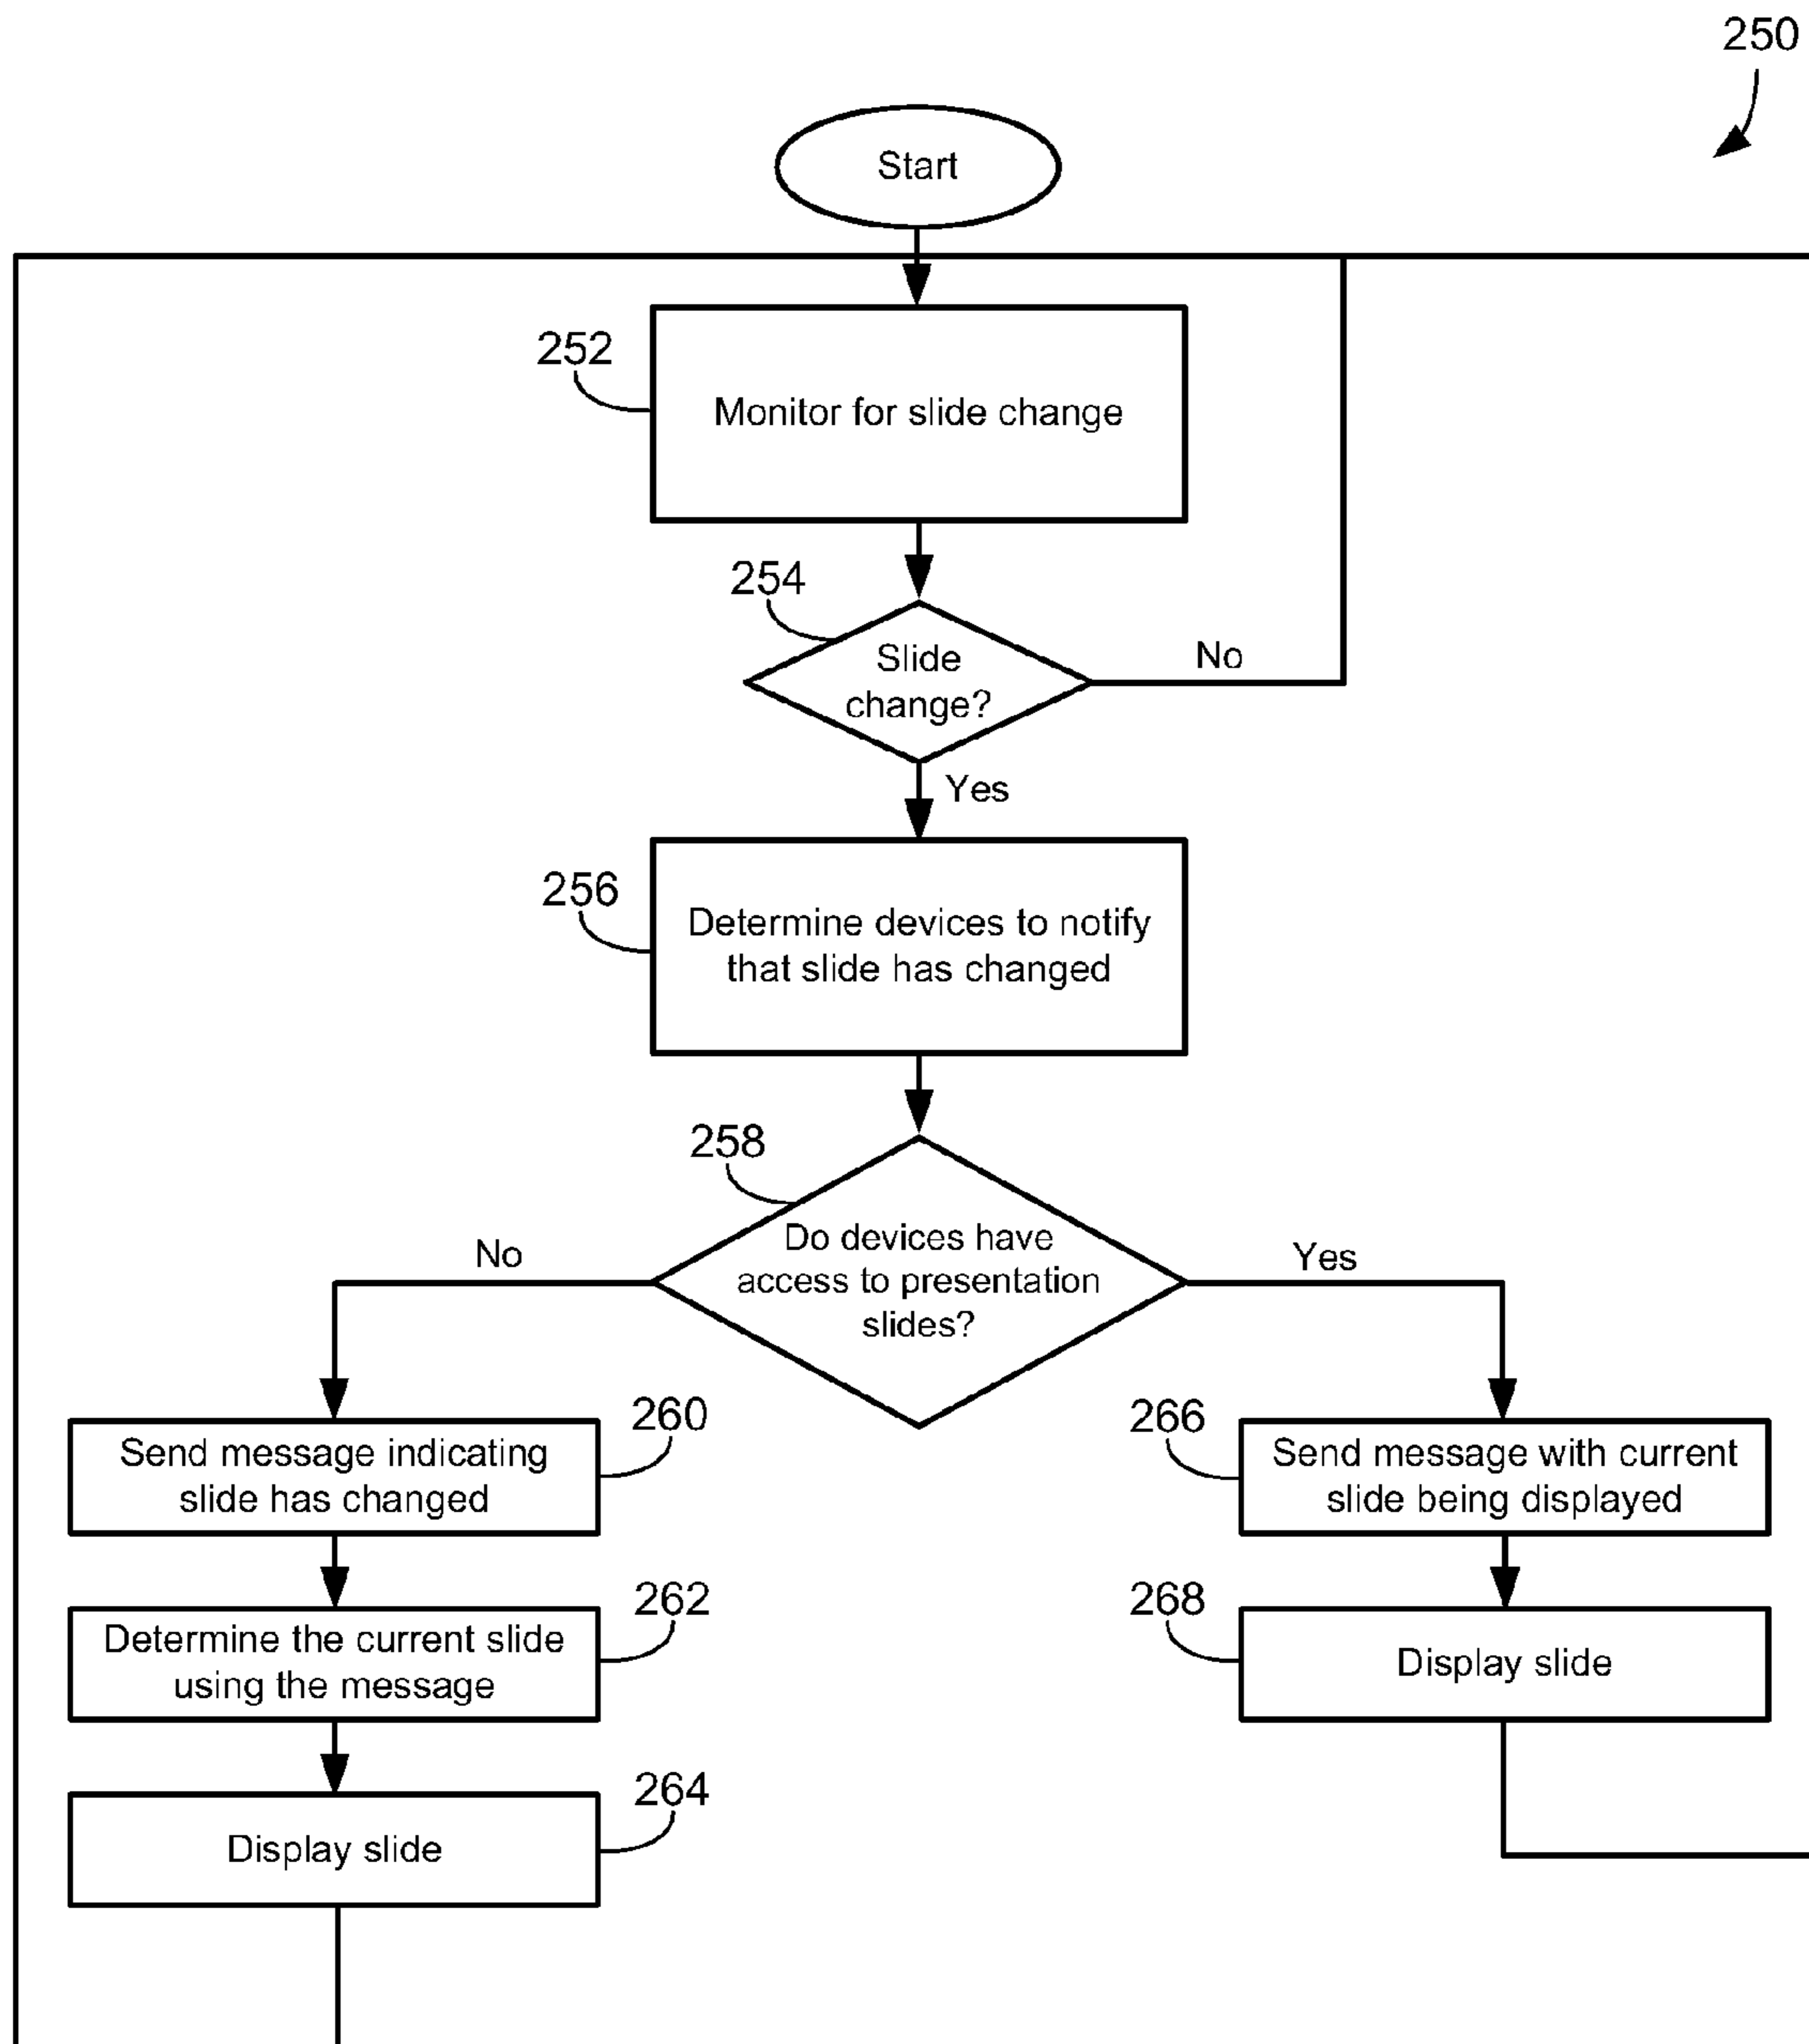 250
Start
252
Monitor for slide change
254
Slide
change?
No
Yes
256
Determine devices to notify
that slide has changed
258
Do devices have
access to presentation
slides?
No
Yes
260
Send message indicating
slide has changed
266
Send message with current
slide being displayed
262
Determine the current slide
using the message
268
Display slide
264
Display slide